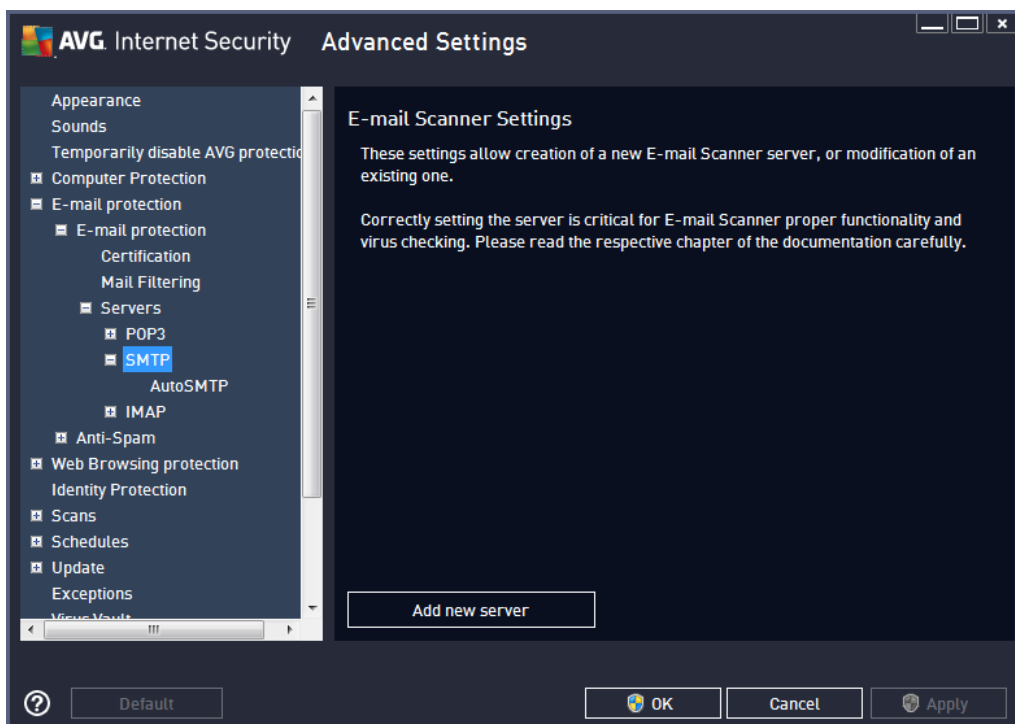 AVG. Internet Security Advanced Settings
Appearance
Sounds
Temporarily disable AVG protectio
Computer Protection
E-mail protection
E-mail protection
Certification
Mail Filtering
Servers
POP3
SMTP
AutoSMTP
IMAP
Anti-Spam
Web Browsing protection
Identity Protection
Scans
Schedules
Update
Exceptions
Virus Vault
E-mail Scanner Settings
These settings allow creation of a new E-mail Scanner server, or modification of an
existing one.
Correctly setting the server is critical for E-mail Scanner proper functionality and
virus checking. Please read the respective chapter of the documentation carefully.
Add new server
? Default OK Cancel Apply